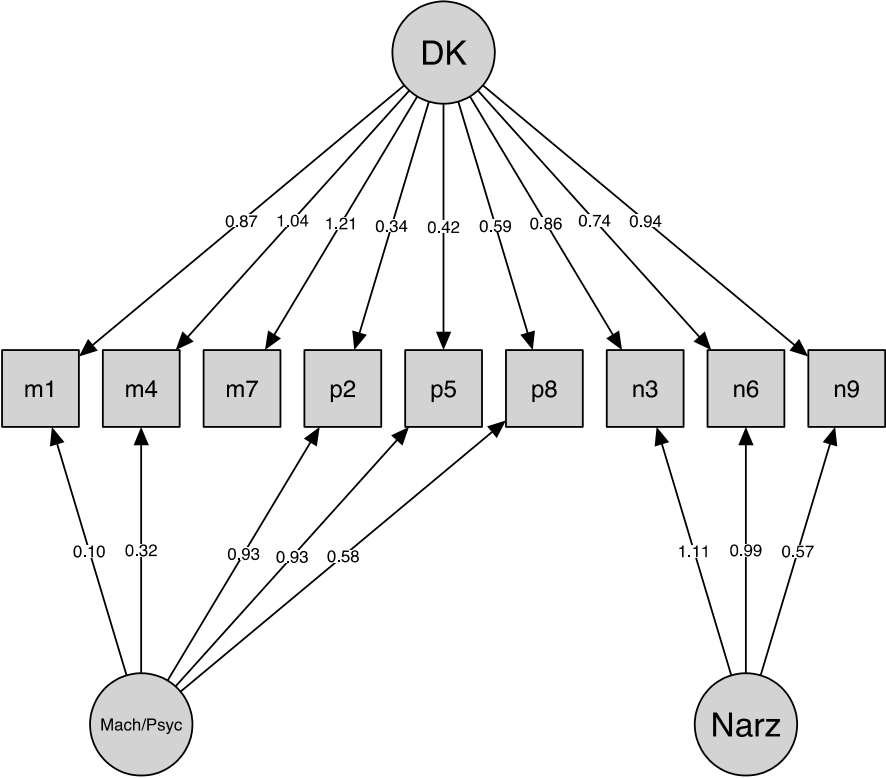 DK
0.87 1.04 1.21 0.34 0.42 0.59 0.86 0.74 0.94
m1 m4 m7 p2 p5 p8 n3 n6 n9
0.10 0.32 0.93 0.93 0.58 1.11 0.99 0.57
Mach/Psyc Narz